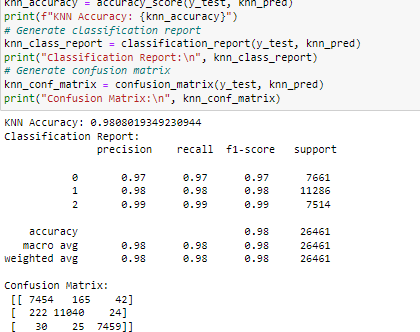 knn_accuracy = accuracy_score(y_test, knn_pred)
print(f"KNN Accuracy: {knn_accuracy}")
# Generate classification report
knn_class_report = classification_report(y_test, knn_pred)
print("Classification Report:\n", knn_class_report)
# Generate confusion matrix
knn_conf_matrix = confusion_matrix(y_test, knn_pred)
print("Confusion Matrix:\n", knn_conf_matrix)
KNN Accuracy: 0.9808019349230944
Classification Report:
precision recall f1-score support
0 0.97 0.97 0.97 7661
1 0.98 0.98 0.98 11286
2 0.99 0.99 0.99 7514
accuracy 0.98 26461
macro avg 0.98 0.98 0.98 26461
weighted avg 0.98 0.98 0.98 26461
Confusion Matrix:
[[ 7454 165 42]
[ 222 11040 24]
[ 30 25 7459]]